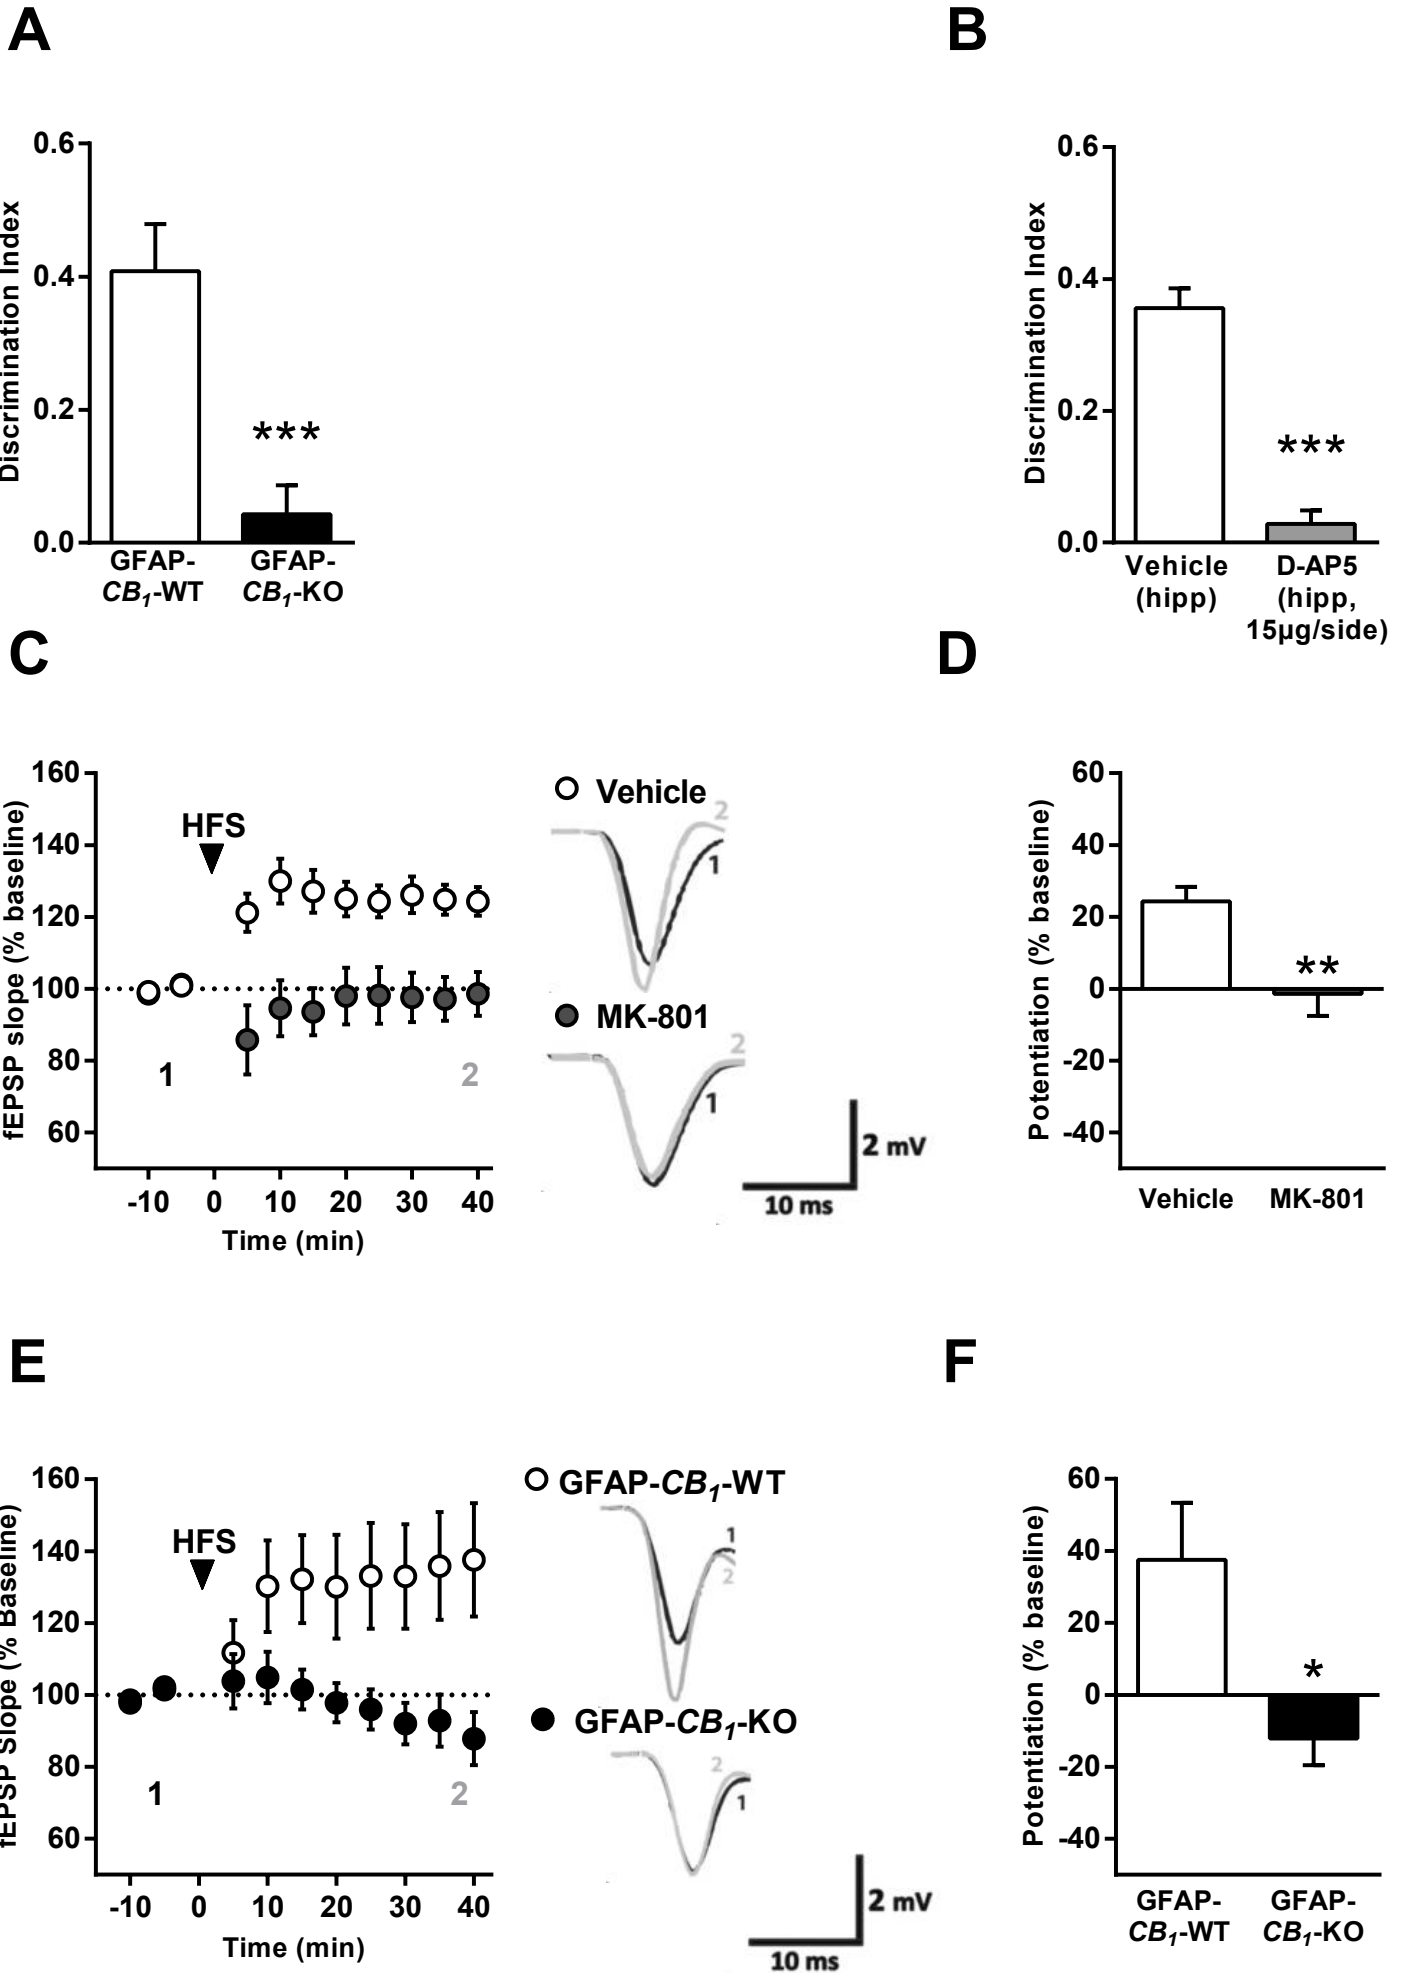 A
B
0.6
0.4
0.2
0.0
Discrimination Index
***
GFAP-
CB1-WT
GFAP-
CB1-KO
0.6
0.4
0.2
0.0
Discrimination Index
***
Vehicle
(hipp)
D-AP5
(hipp,
15µg/side)
C
D
160
140
120
100
80
60
fEPSP slope (% baseline)
HFS
1
2
-10 0 10 20 30 40
Time (min)
Vehicle
2
1
MK-801
2
1
2 mV
10 ms
60
40
20
0
-20
-40
Potentiation (% baseline)
**
Vehicle MK-801
E
F
160
140
120
100
80
60
fEPSP Slope (% Baseline)
HFS
1
2
-10 0 10 20 30 40
Time (min)
GFAP-CB1-WT
1
2
GFAP-CB1-KO
2
1
2 mV
10 ms
60
40
20
0
-20
-40
Potentiation (% baseline)
*
GFAP-
CB1-WT
GFAP-
CB1-KO